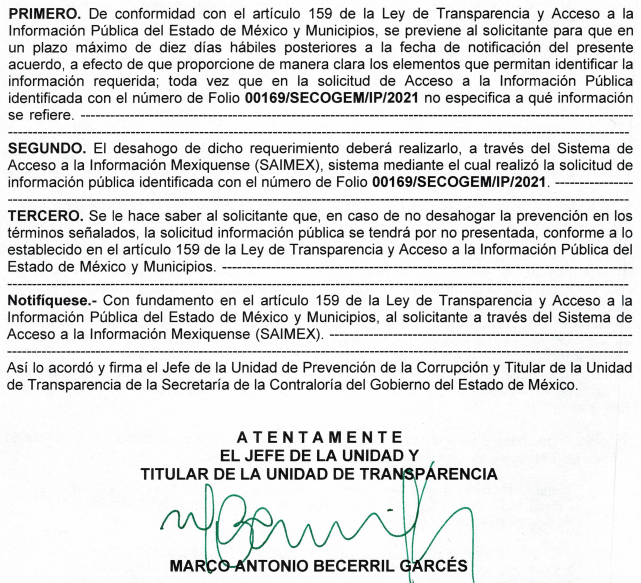 PRIMERO. De conformidad con el artículo 159 de la Ley de Transparencia y Acceso a la
Información Pública del Estado de México y Municipios, se previene al solicitante para que en
un plazo máximo de diez días hábiles posteriores a la fecha de notificación del presente
acuerdo, a efecto de que proporcione de manera clara los elementos que permitan identificar la
información requerida; toda vez que en la solicitud de Acceso a la Información Pública
identificada con el número de Folio 00169/SECOGEM/IP/2021 no especifica a qué información
se refiere. ----------
SEGUNDO. El desahogo de dicho requerimiento deberá realizarlo, a través del Sistema de
Acceso a la Información Mexiquense (SAIMEX), sistema mediante el cual realizó la solicitud de
información pública identificada con el número de Folio 00169/SECOGEM/IP/2021. ----------
TERCERO. Se le hace saber al solicitante que, en caso de no desahogar la prevención en los
términos señalados, la solicitud información pública se tendrá por no presentada, conforme a lo
establecido en el artículo 159 de la Ley de Transparencia y Acceso a la Información Pública del
Estado de México y Municipios. ----------
Notifíquese.- Con fundamento en el artículo 159 de la Ley de Transparencia y Acceso a la
Información Pública del Estado de México y Municipios, al solicitante a través del Sistema de
Acceso a la Información Mexiquense (SAIMEX). ----------
Así lo acordó y firma el Jefe de la Unidad de Prevención de la Corrupción y Titular de la Unidad
de Transparencia de la Secretaría de la Contraloría del Gobierno del Estado de México.
A T E N T A M E N T E
EL JEFE DE LA UNIDAD Y
TITULAR DE LA UNIDAD DE TRANSPARENCIA
MARCO ANTONIO BECERRIL GARCÉS